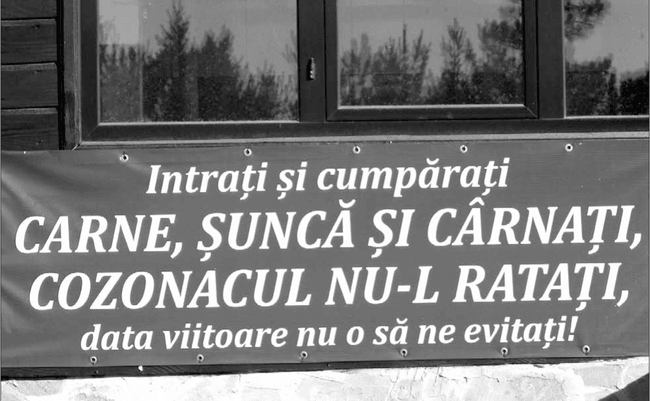 Intrați și cumpărați
CARNE, ȘUNCĂ ȘI CÂRNAȚI,
COZONACUL NU-L RATAȚI,
data viitoare nu o să ne evitați!